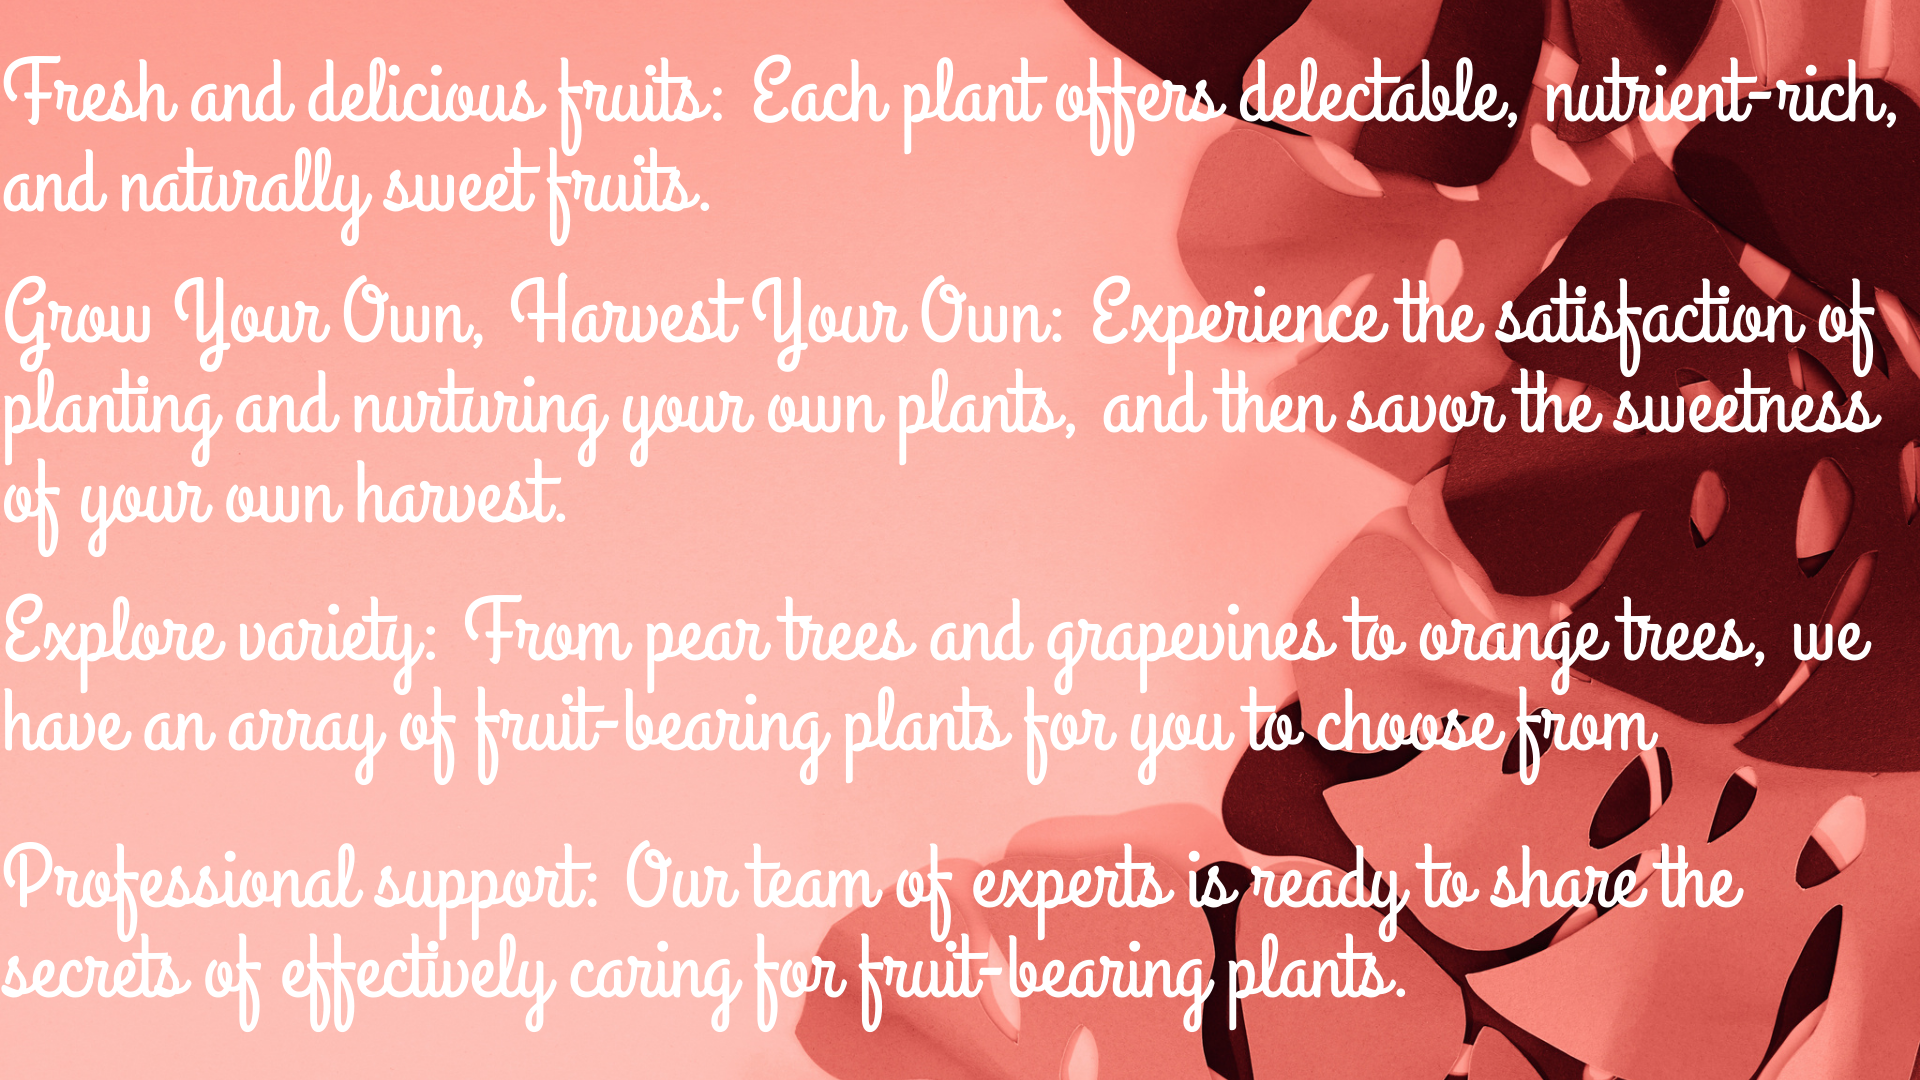 Fresh and delicious fruits: Each plant offers delectable, nutrient-rich,
and naturally sweet fruits.
Grow Your Own, Harvest Your Own: Experience the satisfaction of
planting and nurturing your own plants, and then savor the sweetness
of your own harvest.
Explore variety: From pear trees and grapevines to orange trees, we
have an array of fruit-bearing plants for you to choose from
Professional support: Our team of experts is ready to share the
secrets of effectively caring for fruit-bearing plants.